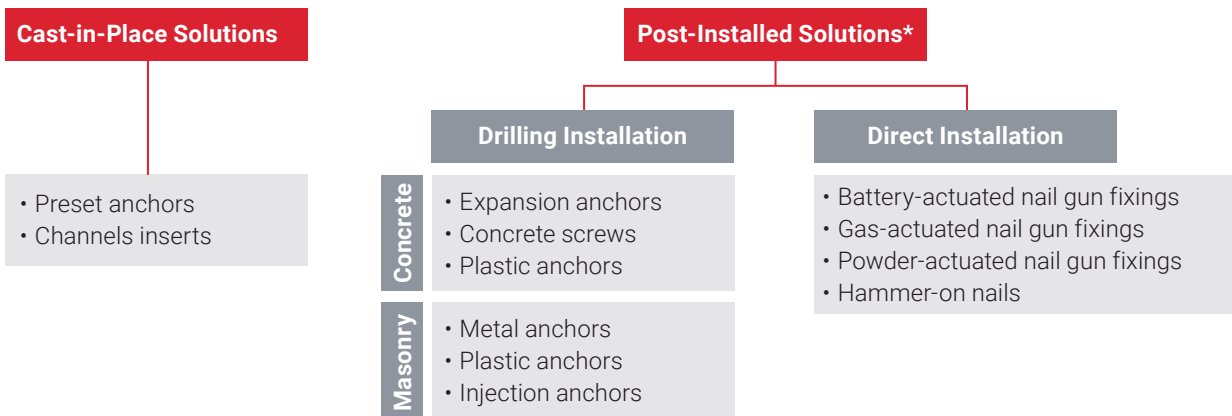 Cast-in-Place Solutions
• Preset anchors
• Channels inserts
Post-Installed Solutions*
Drilling Installation
Concrete
• Expansion anchors
• Concrete screws
• Plastic anchors
Masonry
• Metal anchors
• Plastic anchors
• Injection anchors
Direct Installation
• Battery-actuated nail gun fixings
• Gas-actuated nail gun fixings
• Powder-actuated nail gun fixings
• Hammer-on nails